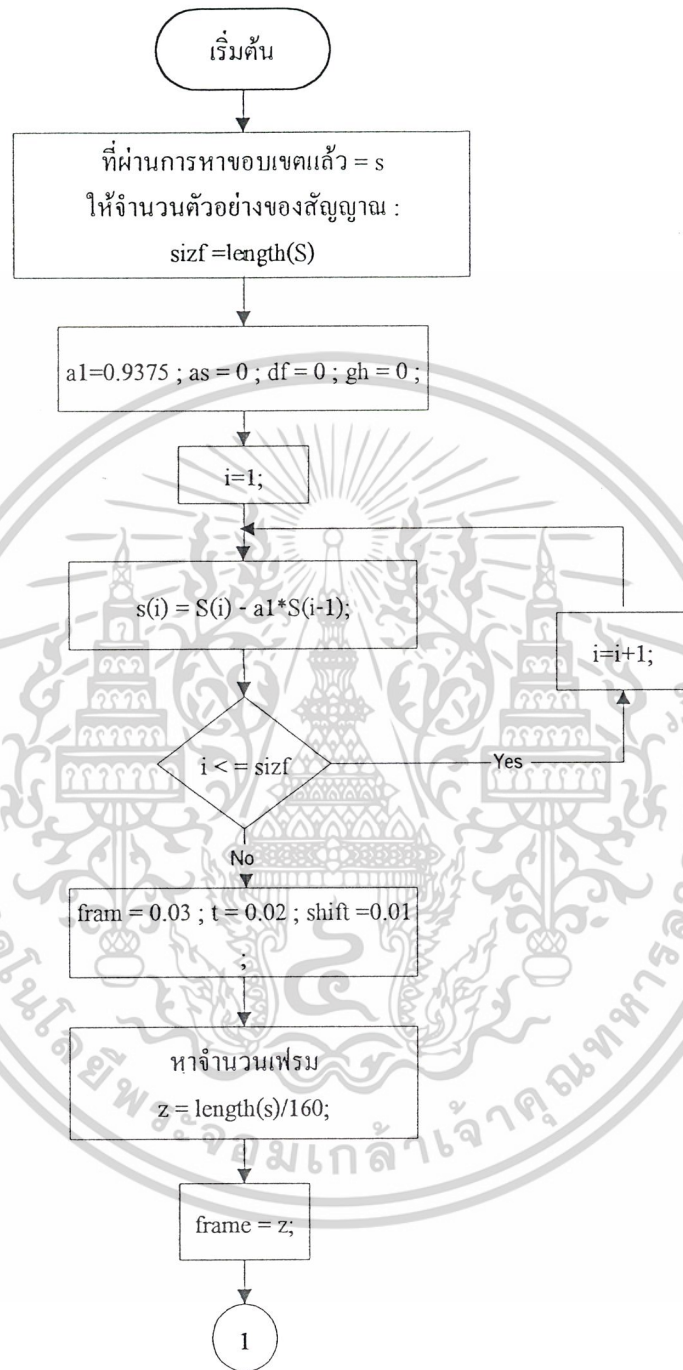 เริ่มต้น
ที่ผ่านการหาขอบเขตแล้ว = s
ให้จำนวนตัวอย่างของสัญญาณ :
sizf =length(S)
a1=0.9375 ; as = 0 ; df = 0 ; gh = 0 ;
i=1;
s(i) = S(i) - a1*S(i-1);
i=i+1;
i < = sizf
Yes
No
fram = 0.03 ; t = 0.02 ; shift =0.01
;
หาจำนวนเฟรม
z = length(s)/160;
frame = z;
1